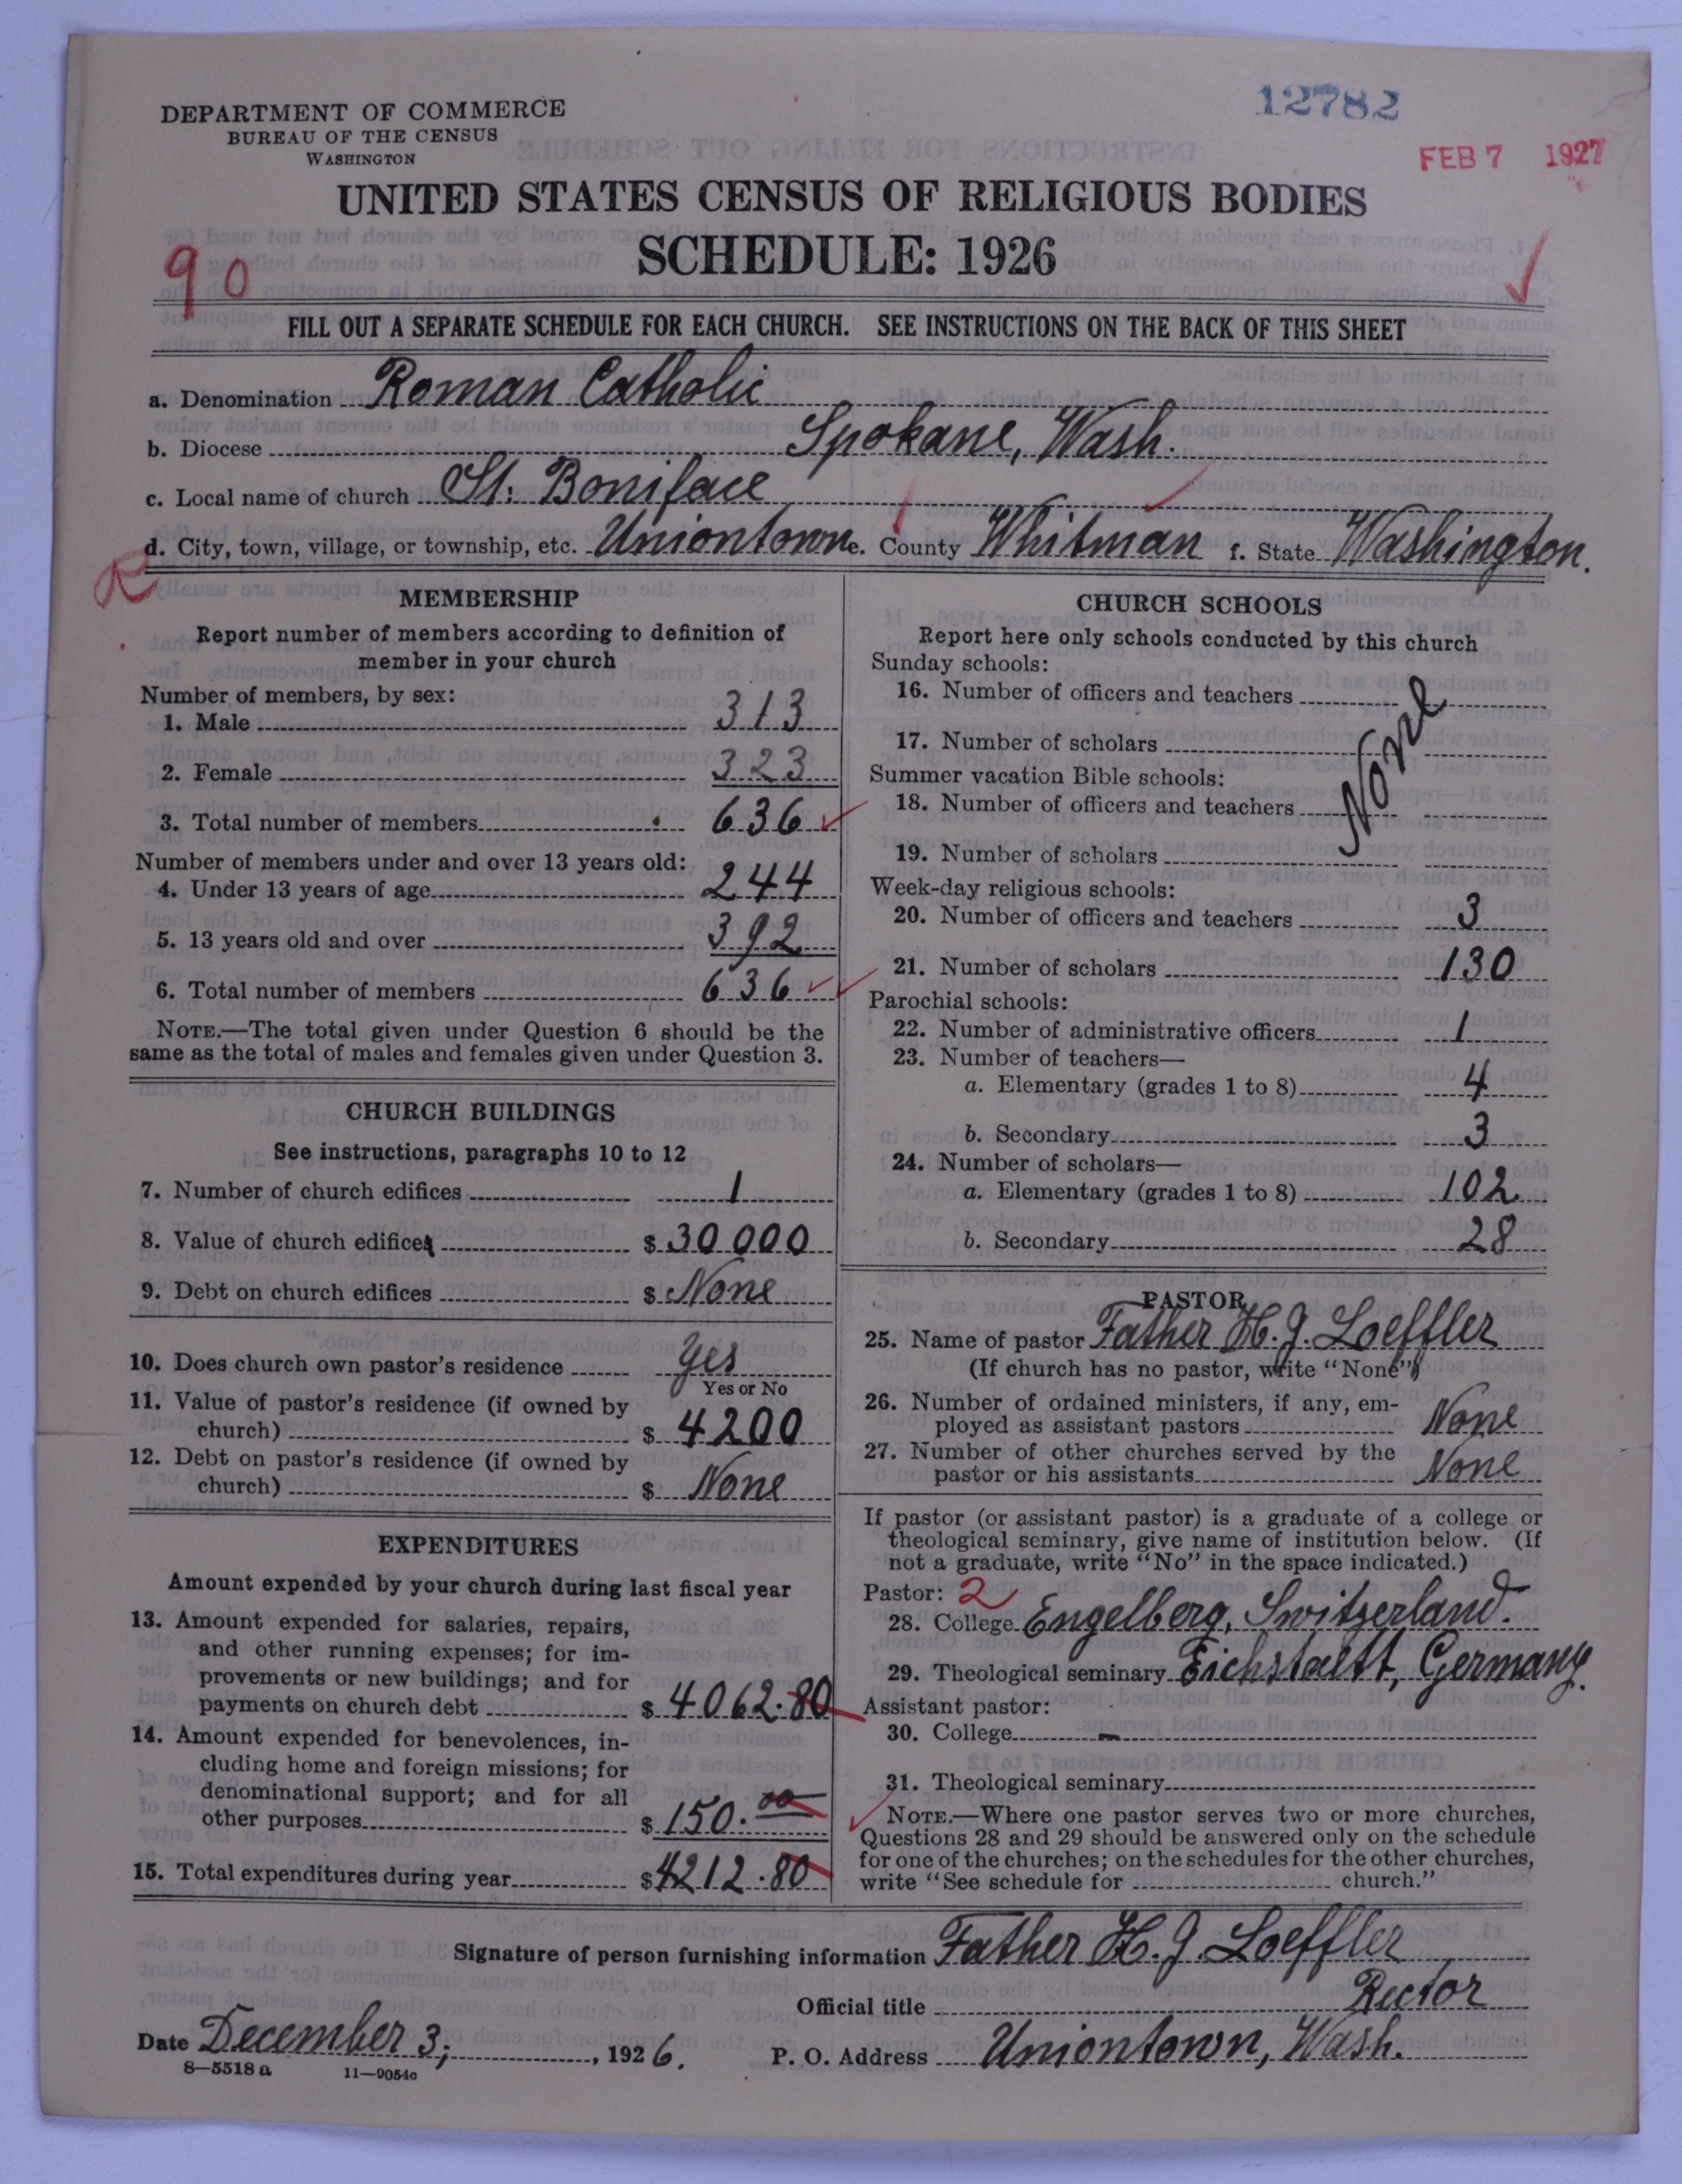 DEPARTMENT OF COMMERCE
BUREAU OF THE CENSUS
WASHINGTON
12782
FEB 7 1927
UNITED STATES CENSUS OF RELIGIOUS BODIES
SCHEDULE: 1926
90
FILL OUT A SEPARATE SCHEDULE FOR EACH CHURCH. SEE INSTRUCTIONS ON THE BACK OF THIS SHEET
a. Denomination Roman Catholic
b. Diocese Spokane, Wash.
c. Local name of church St. Boniface
d. City, town, village, or township, etc. Uniontown e. County Whitman f. State Washington.
R
MEMBERSHIP
Report number of members according to definition of
member in your church
Number of members, by sex:
1. Male 313
2. Female 323
3. Total number of members 636
Number of members under and over 13 years old:
4. Under 13 years of age 244
5. 13 years old and over 392
6. Total number of members 636
NOTE.—The total given under Question 6 should be the
same as the total of males and females given under Question 3.
CHURCH BUILDINGS
See instructions, paragraphs 10 to 12
7. Number of church edifices 1
8. Value of church edifices $ 30 000
9. Debt on church edifices $ None
10. Does church own pastor's residence Yes
Yes or No
11. Value of pastor's residence (if owned by
church) $ 4200
12. Debt on pastor's residence (if owned by
church) $ None
EXPENDITURES
Amount expended by your church during last fiscal year
13. Amount expended for salaries, repairs,
and other running expenses; for im-
provements or new buildings; and for
payments on church debt $ 4062.80
14. Amount expended for benevolences, in-
cluding home and foreign missions; for
denominational support; and for all
other purposes $ 150.00
15. Total expenditures during year $ 4212.80
CHURCH SCHOOLS
Report here only schools conducted by this church
Sunday schools:
16. Number of officers and teachers
17. Number of scholars
None
Summer vacation Bible schools:
18. Number of officers and teachers
19. Number of scholars
Week-day religious schools:
20. Number of officers and teachers 3
21. Number of scholars 130
Parochial schools:
22. Number of administrative officers 1
23. Number of teachers—
a. Elementary (grades 1 to 8) 4
b. Secondary 3
24. Number of scholars—
a. Elementary (grades 1 to 8) 102
b. Secondary 28
PASTOR
25. Name of pastor Father H. J. Loeffler
(If church has no pastor, write "None")
26. Number of ordained ministers, if any, em-
ployed as assistant pastors None
27. Number of other churches served by the
pastor or his assistants None
If pastor (or assistant pastor) is a graduate of a college or
theological seminary, give name of institution below. (If
not a graduate, write "No" in the space indicated.)
Pastor: 2
28. College Engelberg, Switzerland.
29. Theological seminary Eichstaett, Germany.
Assistant pastor:
30. College
31. Theological seminary
NOTE.—Where one pastor serves two or more churches,
Questions 28 and 29 should be answered only on the schedule
for one of the churches; on the schedules for the other churches,
write "See schedule for church."
Signature of person furnishing information Father H. J. Loeffler
Official title Rector
Date December 3, 1926. P. O. Address Uniontown, Wash.
8—5518 a 11—9054c